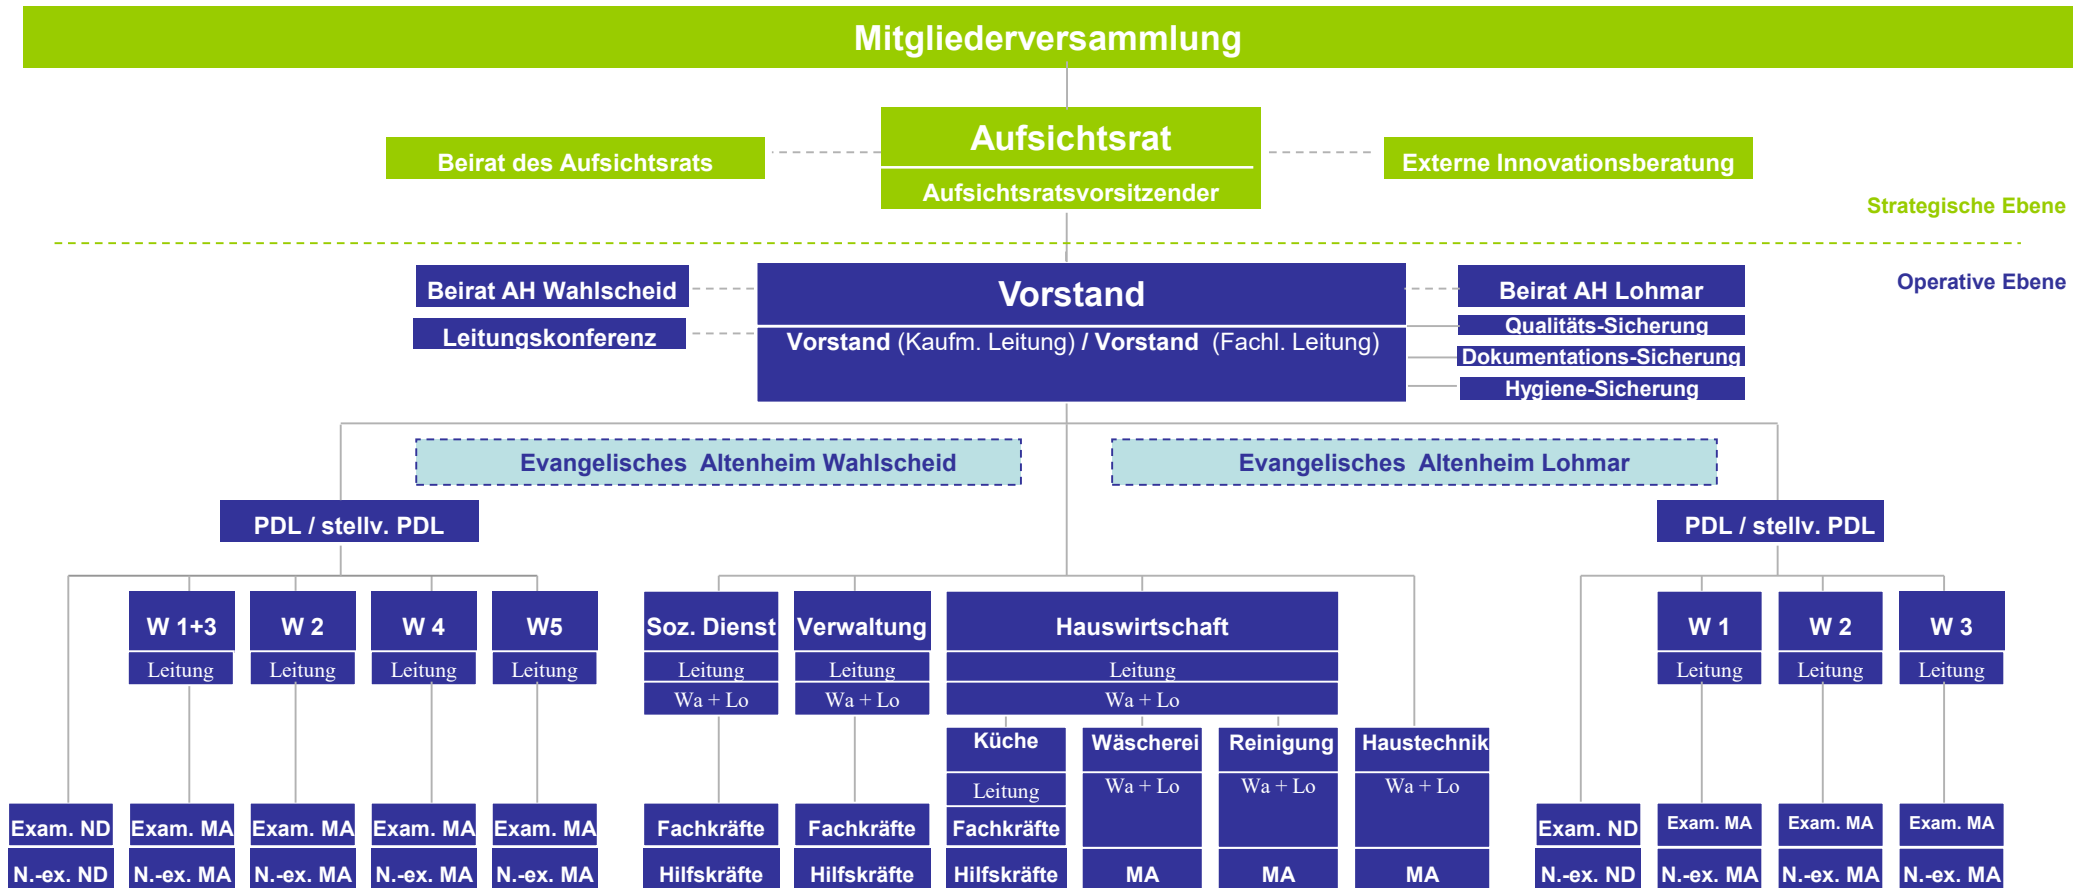 Mitgliederversammlung
Aufsichtsrat
Beirat des Aufsichtsrats
Externe Innovationsberatung
Aufsichtsratsvorsitzender
Strategische Ebene
Operative Ebene
Beirat AH Wahlscheid
Vorstand
Beirat AH Lohmar
Leitungskonferenz
Qualitäts-Sicherung
Vorstand (Kaufm. Leitung) / Vorstand (Fachl. Leitung)
Dokumentations-Sicherung
Hygiene-Sicherung
Evangelisches Altenheim Wahlscheid
Evangelisches Altenheim Lohmar
PDL / stellv. PDL
PDL / stellv. PDL
W 1+3
W 2
W 4
W5
Soz. Dienst
Verwaltung
Hauswirtschaft
W 1
W 2
W 3
Leitung
Leitung
Leitung
Leitung
Leitung
Leitung
Leitung
Leitung
Leitung
Leitung
Wa + Lo
Wa + Lo
Wa + Lo
Küche
Wäscherei
Reinigung
Haustechnik
Leitung
Wa + Lo
Wa + Lo
Wa + Lo
Exam. ND
Exam. MA
Exam. MA
Exam. MA
Exam. MA
Fachkräfte
Fachkräfte
Fachkräfte
Exam. ND
Exam. MA
Exam. MA
Exam. MA
N.-ex. ND
N.-ex. MA
N.-ex. MA
N.-ex. MA
N.-ex. MA
Hilfskräfte
Hilfskräfte
Hilfskräfte
MA
MA
MA
N.-ex. ND
N.-ex. MA
N.-ex. MA
N.-ex. MA